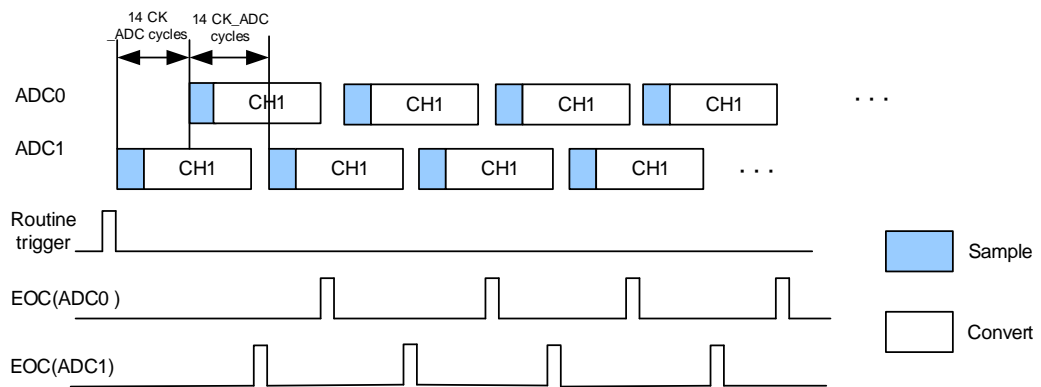 14 CK
_ADC cycles
14 CK_ADC
cycles
ADC0
CH1
CH1
CH1
CH1
. . .
ADC1
CH1
CH1
CH1
CH1
. . .
Routine
trigger
Sample
EOC(ADC0 )
Convert
EOC(ADC1)